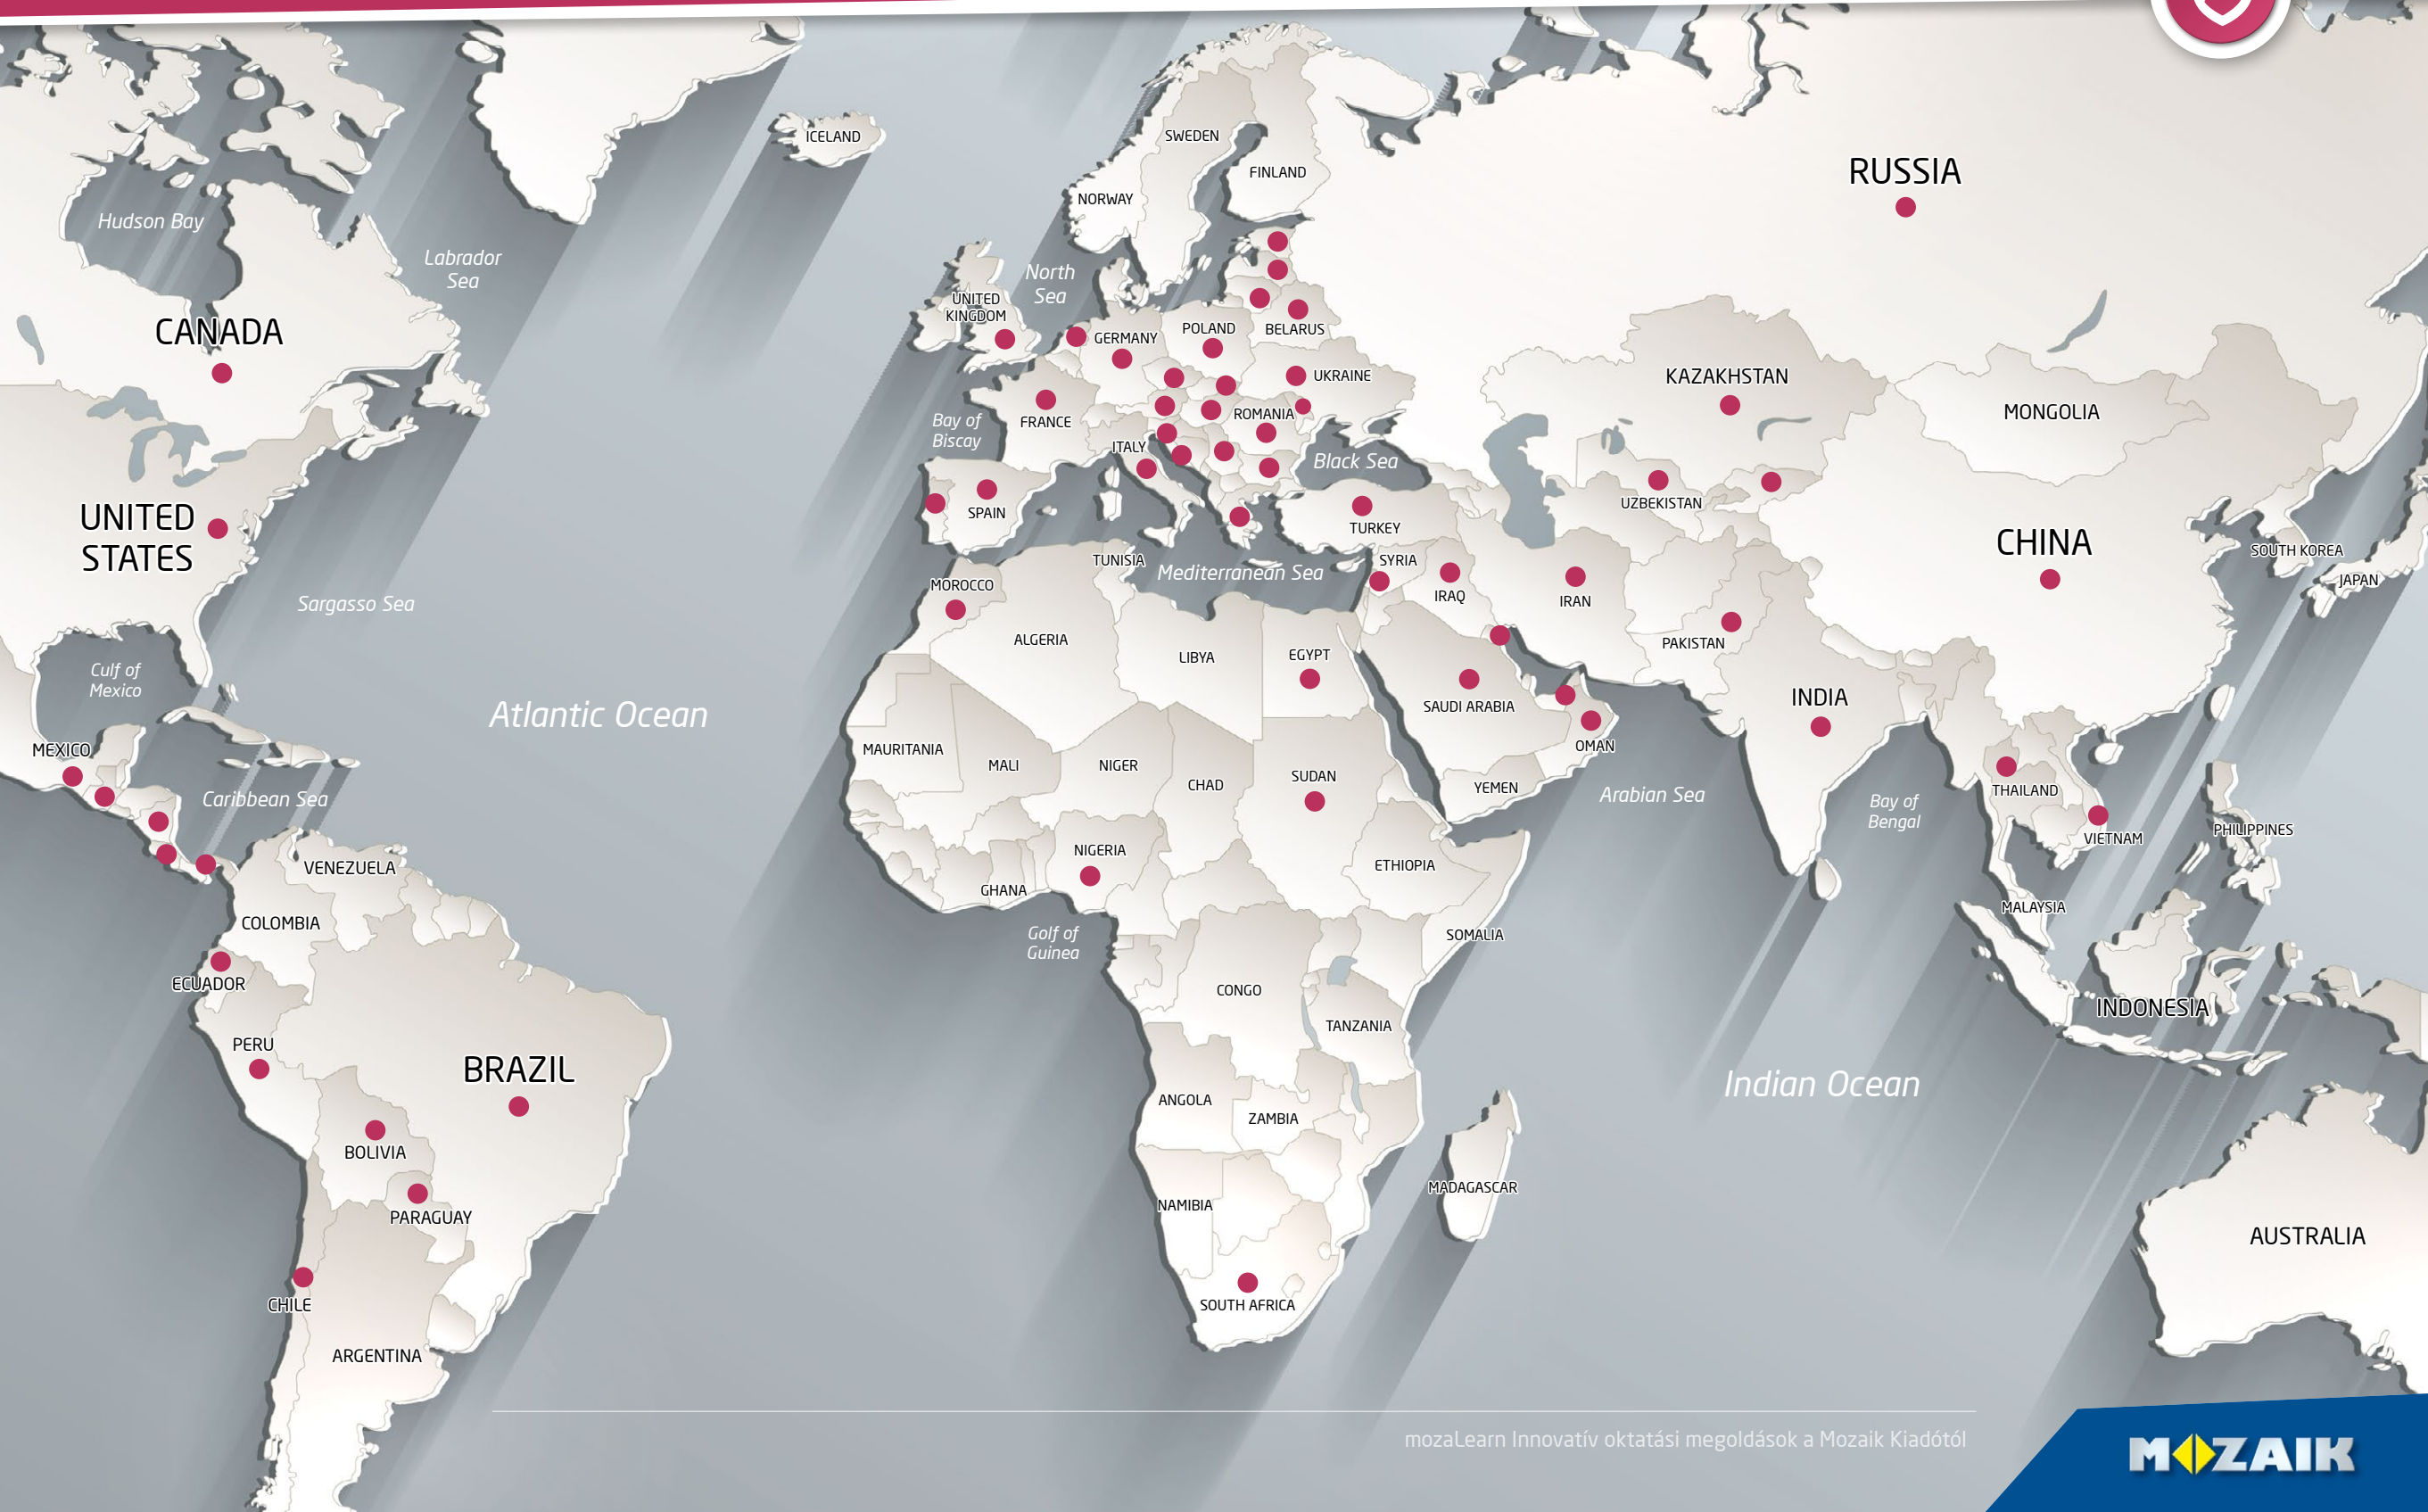 ICELAND
SWEDEN
FINLAND
NORWAY
RUSSIA
Hudson Bay
Labrador
Sea
North
Sea
UNITED
KINGDOM
CANADA
GERMANY
POLAND
BELARUS
UKRAINE
KAZAKHSTAN
MONGOLIA
FRANCE
ROMANIA
Bay of
Biscay
ITALY
Black Sea
UNITED
STATES
SPAIN
TURKEY
UZBEKISTAN
CHINA
SOUTH KOREA
JAPAN
TUNISIA
Mediterranean Sea
SYRIA
MOROCCO
IRAQ
IRAN
Sargasso Sea
ALGERIA
LIBYA
EGYPT
PAKISTAN
Gulf of
Mexico
Atlantic Ocean
SAUDI ARABIA
INDIA
OMAN
MEXICO
MAURITANIA
MALI
NIGER
CHAD
SUDAN
YEMEN
Arabian Sea
Bay of
Bengal
THAILAND
VIETNAM
PHILIPPINES
Caribbean Sea
NIGERIA
VENEZUELA
GHANA
ETHIOPIA
COLOMBIA
Golf of
Guinea
SOMALIA
MALAYSIA
ECUADOR
CONGO
INDONESIA
TANZANIA
PERU
BRAZIL
Indian Ocean
ANGOLA
ZAMBIA
BOLIVIA
MADAGASCAR
NAMIBIA
PARAGUAY
AUSTRALIA
CHILE
SOUTH AFRICA
ARGENTINA
mozaLearn Innovatív oktatási megoldások a Mozaik Kiadótól
MOZAIK